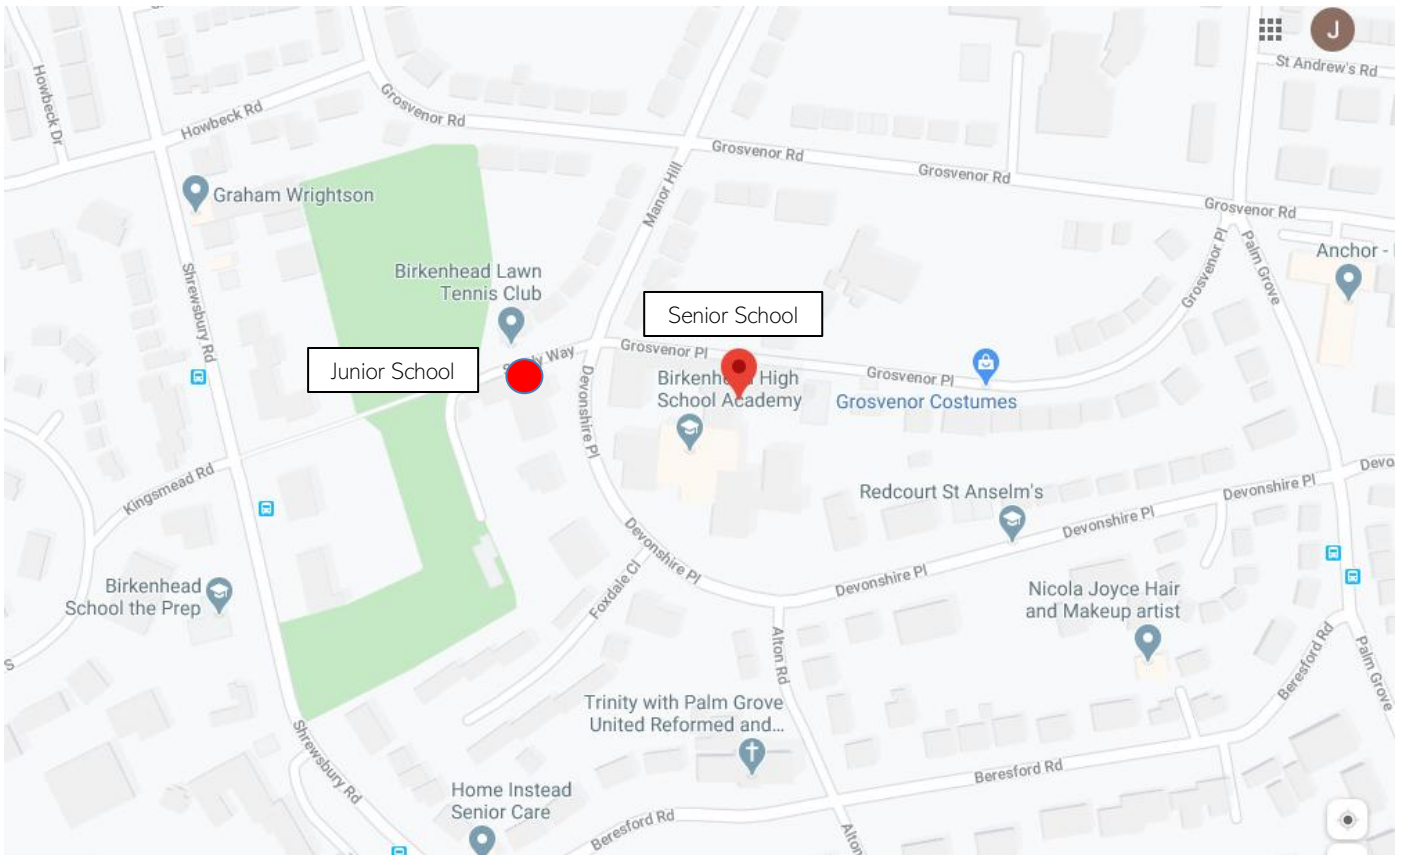 J
St Andrew's Rd
Howbeck Dr
Howbeck Rd
Grosvenor Rd
Grosvenor Rd
Grosvenor Rd
Grosvenor Rd
Manor Hill
Graham Wrightson
Grosvenor Pl
Palm Grove
Anchor -
Shrewsbury Rd
Birkenhead Lawn
Tennis Club
Senior School
Junior School
Way
Grosvenor Pl
Grosvenor Pl
Birkenhead High
School Academy
Grosvenor Costumes
Devonshire Pl
Kingsmead Rd
Redcourt St Anselm's
Devonshire Pl
Devo
Devonshire Pl
Devonshire Pl
Devonshire Pl
Foxdale Cl
Birkenhead
School the Prep
Nicola Joyce Hair
and Makeup artist
Alton Rd
Beresford Rd
Palm Grove
S
Trinity with Palm Grove
United Reformed and...
Shrewsbury Rd
Beresford Rd
Home Instead
Senior Care
Beresford Rd
Alton